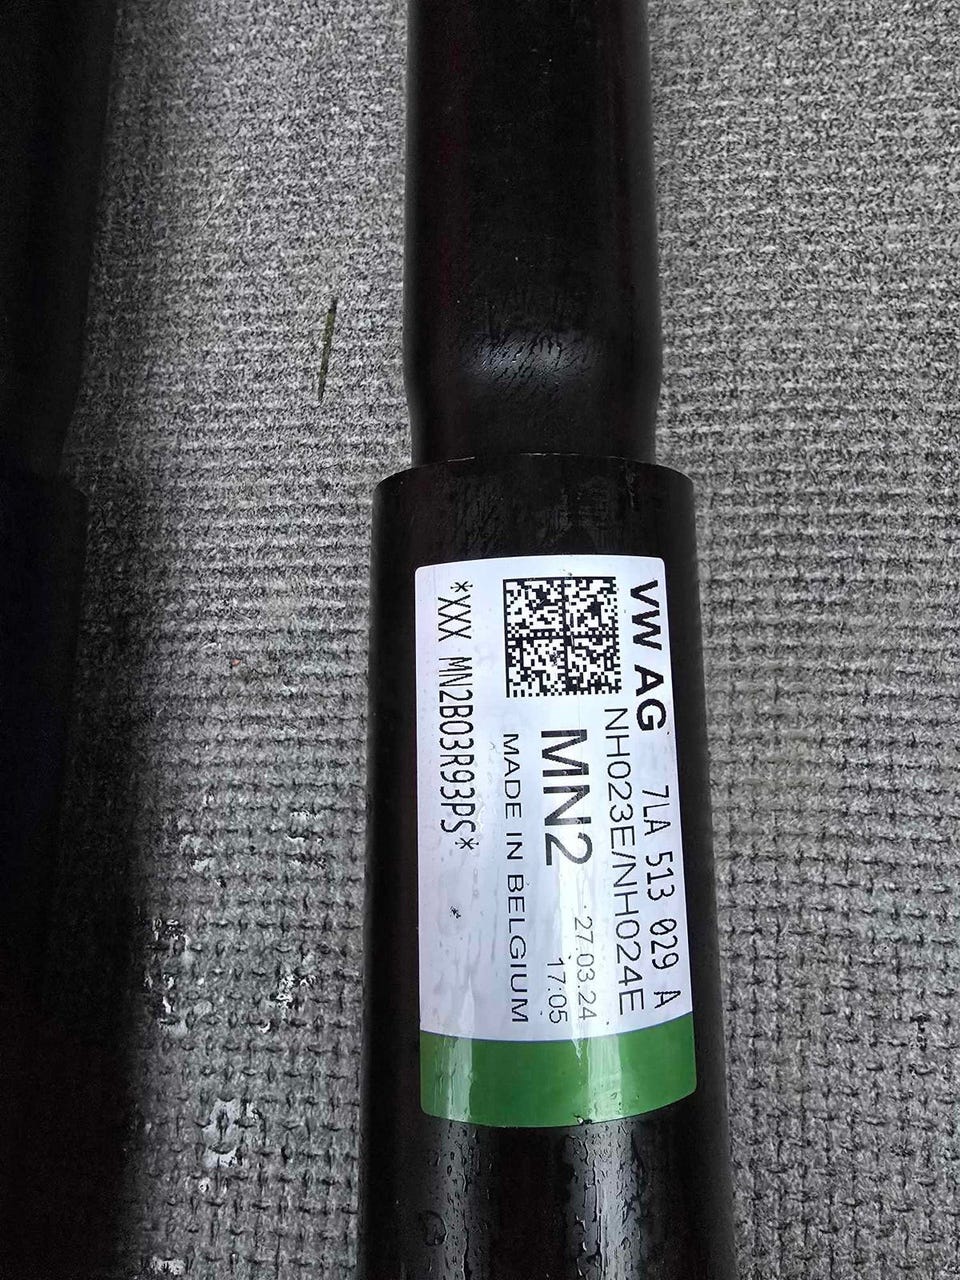 VW AG 7LA 513 029 A
NH023E/NH024E
MN2 27.03.24
17:05
MADE IN BELGIUM
*XXX MN2B03R93PS*